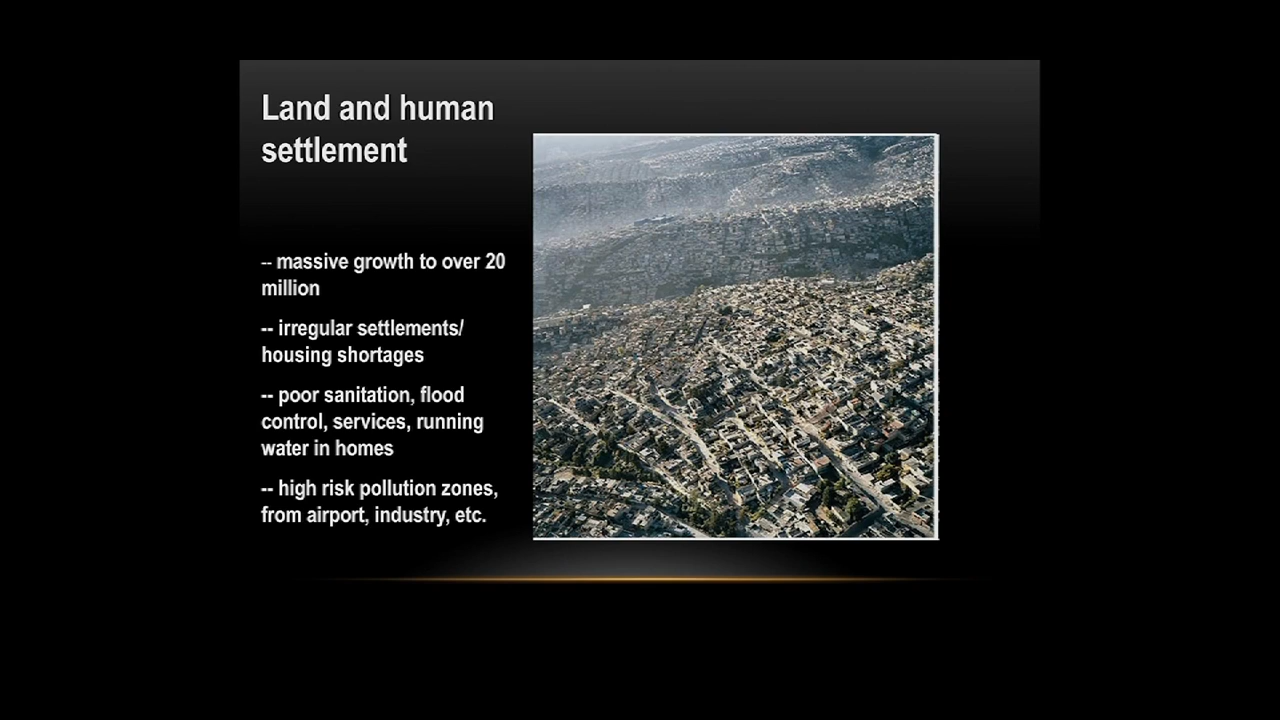 Land and human
settlement
-- massive growth to over 20
million
-- irregular settlements/
housing shortages
-- poor sanitation, flood
control, services, running
water in homes
-- high risk pollution zones,
from airport, industry, etc.